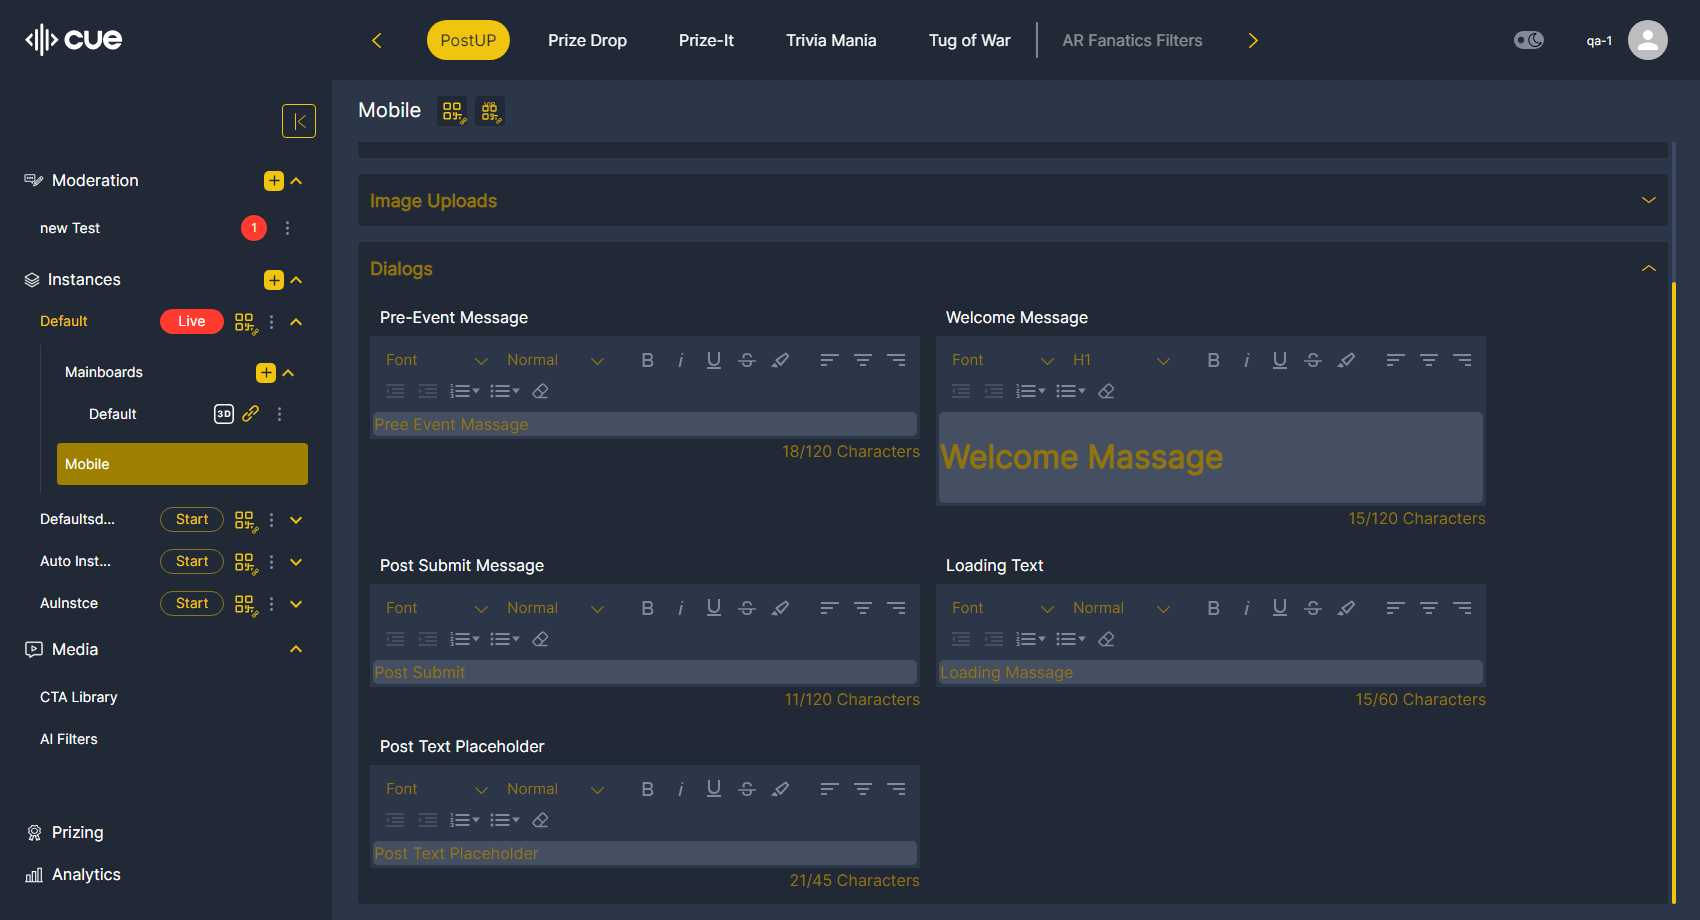 cue
PostUP
Prize Drop
Prize-It
Trivia Mania
Tug of War
AR Fanatics Filters
qa-1
Mobile
VIP
Moderation
new Test
1
Instances
Default
Live
Mainboards
Default
3D
Mobile
Defaultsd...
Start
Auto Inst...
Start
AuInstce
Start
Media
CTA Library
AI Filters
Prizing
Analytics
Image Uploads
Dialogs
Pre-Event Message
Font Normal
Pree Event Massage
18/120 Characters
Welcome Message
Font H1
Welcome Massage
15/120 Characters
Post Submit Message
Font Normal
Post Submit
11/120 Characters
Loading Text
Font Normal
Loading Massage
15/60 Characters
Post Text Placeholder
Font Normal
Post Text Placeholder
21/45 Characters